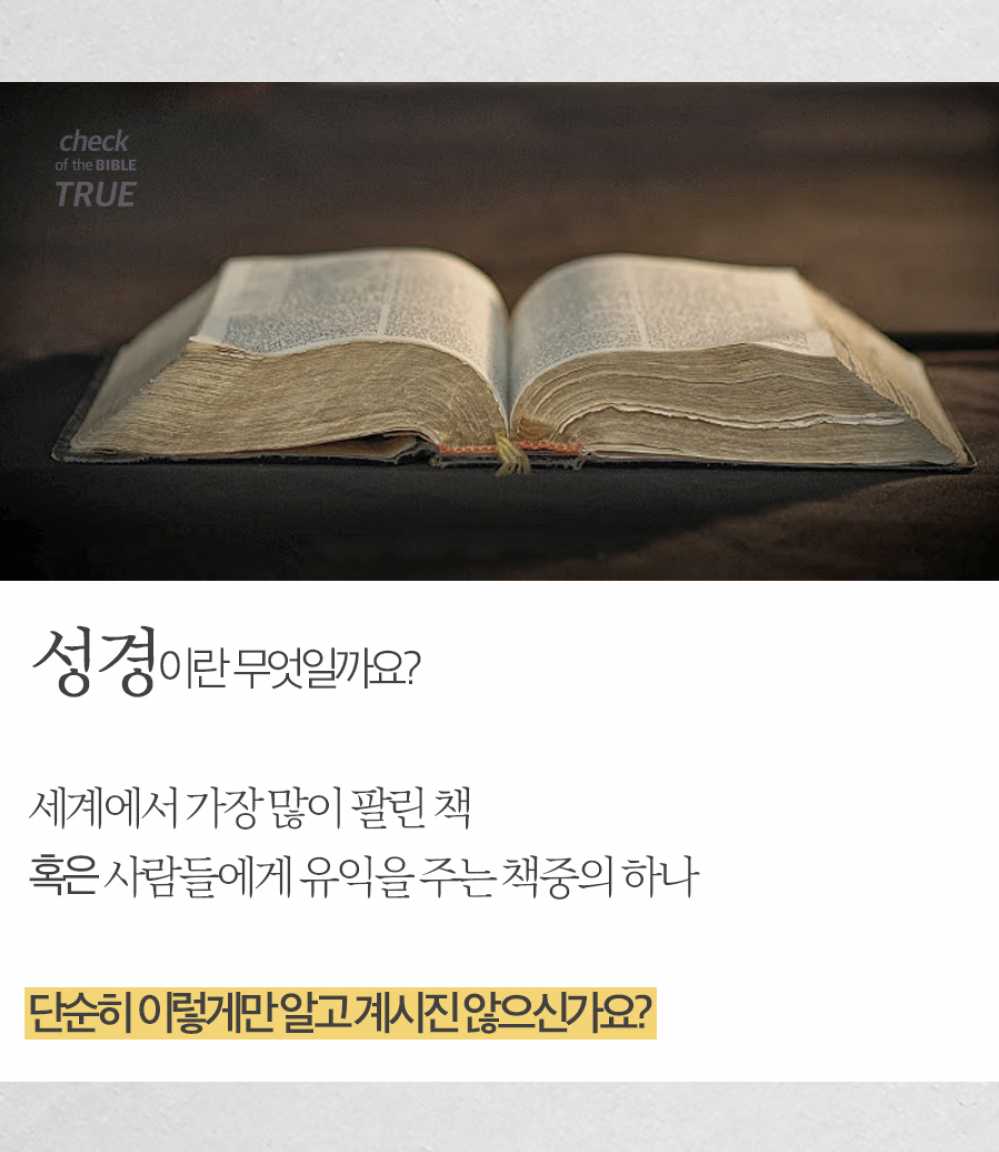 check
of the BIBLE
TRUE
성경이란 무엇일까요?
세계에서 가장 많이 팔린 책
혹은 사람들에게 유익을 주는 책중의 하나
단순히 이렇게만 알고 계시진 않으신가요?